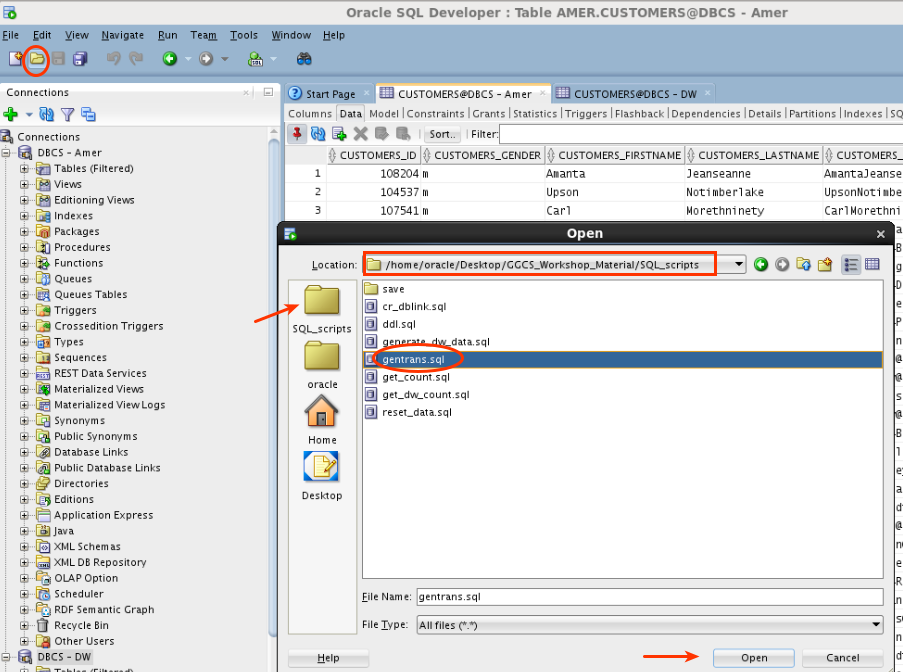 Oracle SQL Developer : Table AMER.CUSTOMERS@DBCS - Amer
File Edit View Navigate Run Team Tools Window Help
Connections
Connections
DBCS - Amer
Tables (Filtered)
Views
Editioning Views
Indexes
Packages
Procedures
Functions
Queues
Queues Tables
Triggers
Crossedition Triggers
Types
Sequences
REST Data Services
Materialized Views
Materialized View Logs
Synonyms
Public Synonyms
Database Links
Public Database Links
Directories
Editions
Application Express
Java
XML Schemas
XML DB Repository
OLAP Option
Scheduler
RDF Semantic Graph
Recycle Bin
Other Users
DBCS - DW
Tables (Filtered)
Start Page CUSTOMERS@DBCS - Amer CUSTOMERS@DBCS - DW
Columns Data Model Constraints Grants Statistics Triggers Flashback Dependencies Details Partitions Indexes SQ
Sort.. Filter:
CUSTOMERS_ID CUSTOMERS_GENDER CUSTOMERS_FIRSTNAME CUSTOMERS_LASTNAME CUSTOMERS_
1 108204 m Amanta Jeanseanne AmantaJeanse
2 104537 m Upson Notimberlake UpsonNotimbe
3 107541 m Carl Morethninety CarlMorethni
Open
Location: /home/oracle/Desktop/GGCS_Workshop_Material/SQL_scripts
SQL_scripts
oracle
Home
Desktop
save
cr_dblink.sql
ddl.sql
generate_dw_data.sql
gentrans.sql
get_count.sql
get_dw_count.sql
reset_data.sql
File Name: gentrans.sql
File Type: All files (*.*)
Help Open Cancel